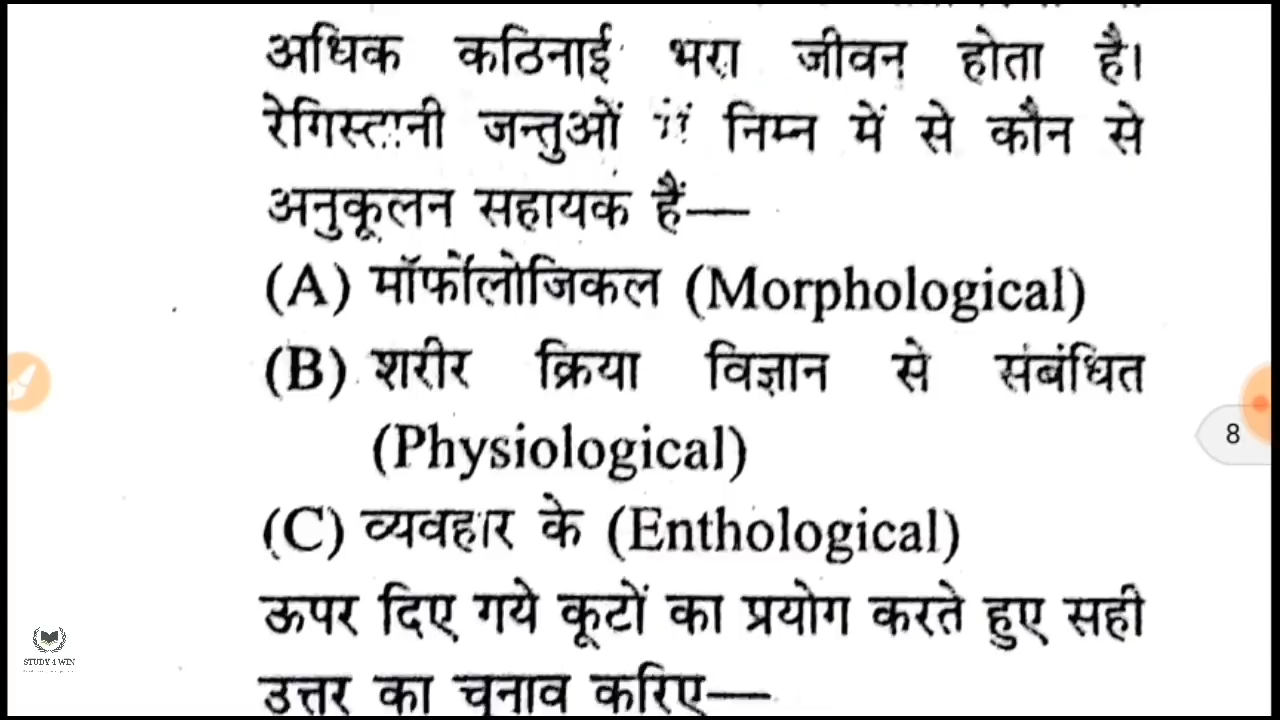 अधिक कठिनाई भरा जीवन होता है।
रेगिस्तानी जन्तुओं में निम्न में से कौन से
अनुकूलन सहायक हैं—
(A) मॉर्फोलोजिकल (Morphological)
(B) शरीर क्रिया विज्ञान से संबंधित
(Physiological)
8
(C) व्यवहार के (Enthological)
ऊपर दिए गये कूटों का प्रयोग करते हुए सही
STUDY 4 WIN
उत्तर का चुनाव करिए—